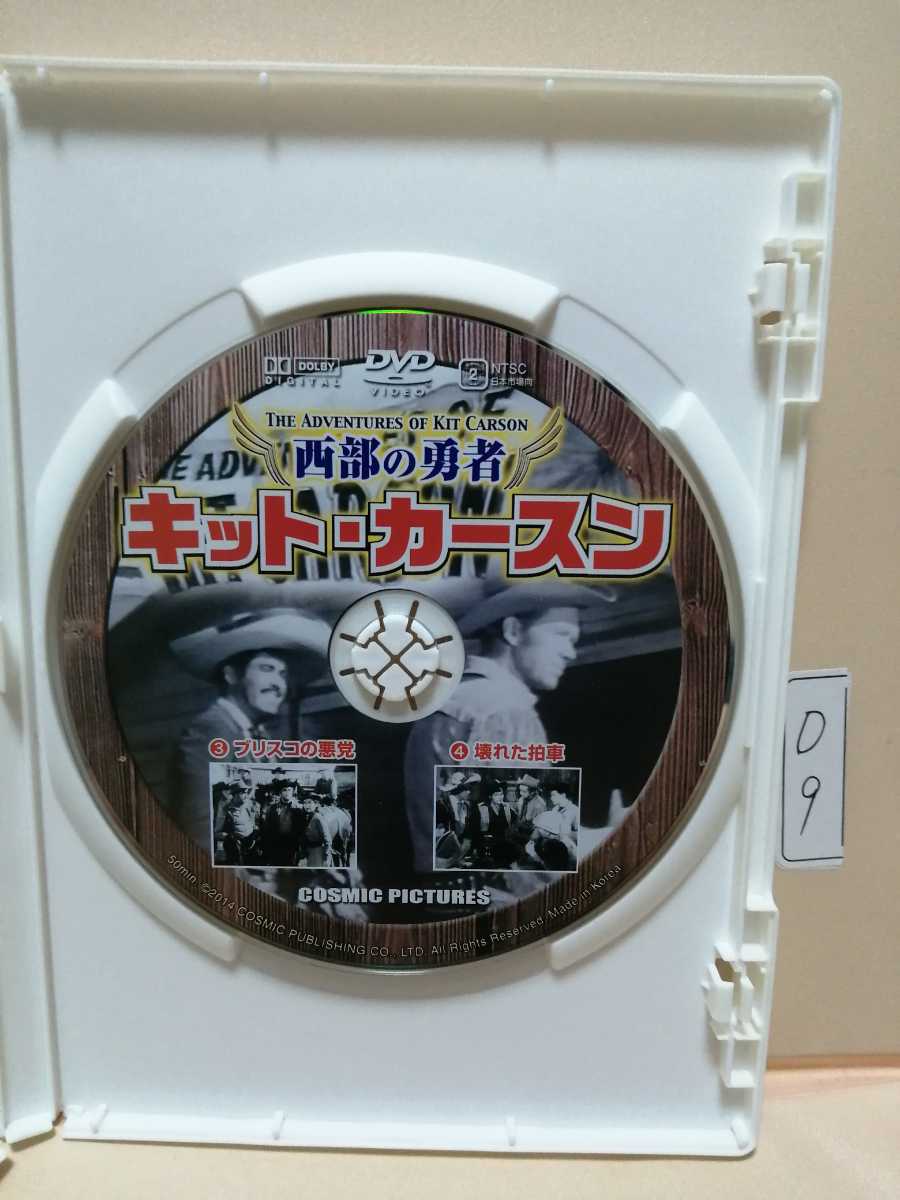 DOLBY
DIGITAL
DVD
VIDEO
2
NTSC
日本市場向
THE ADVENTURES OF KIT CARSON
西部の勇者
キット・カースン
❸ ブリスコの悪党
❹ 壊れた拍車
COSMIC PICTURES
50min. ©2014 COSMIC PUBLISHING CO., LTD. All Rights Reserved. Made in Korea
D
9